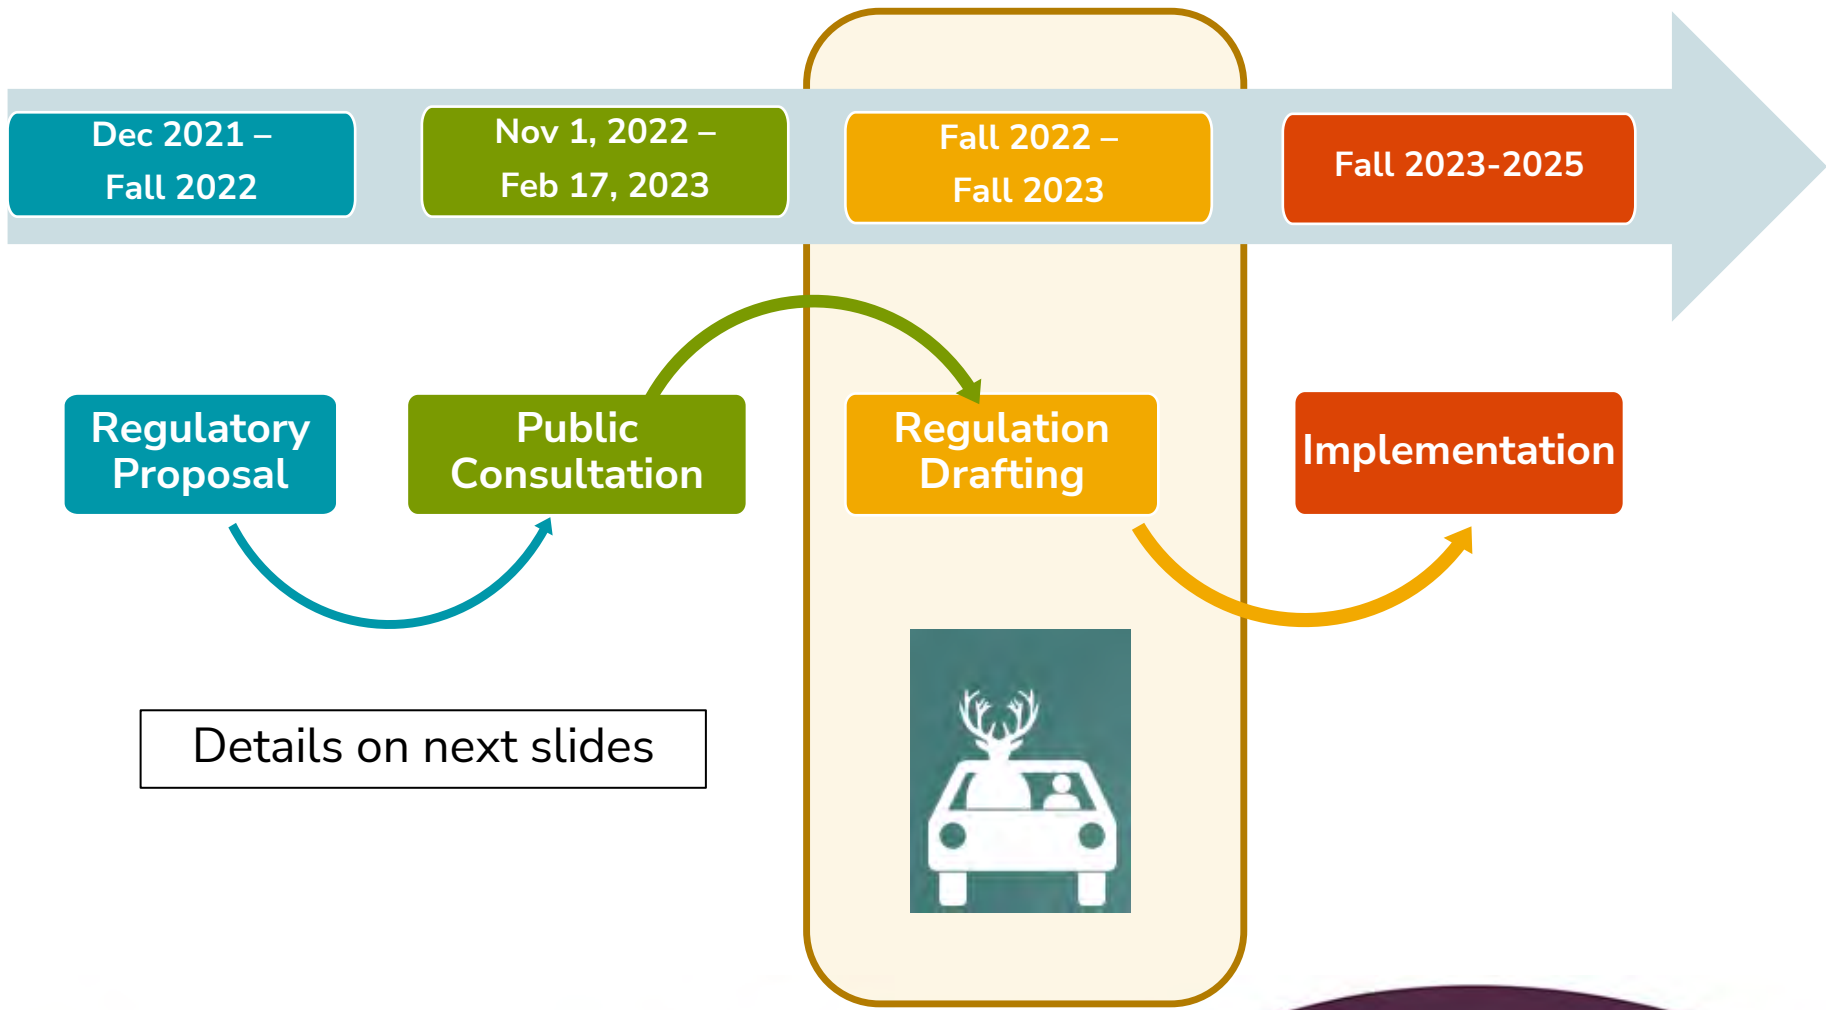 Dec 2021 –
Fall 2022
Nov 1, 2022 –
Feb 17, 2023
Fall 2022 –
Fall 2023
Fall 2023-2025
Regulatory
Proposal
Public
Consultation
Regulation
Drafting
Implementation
Details on next slides